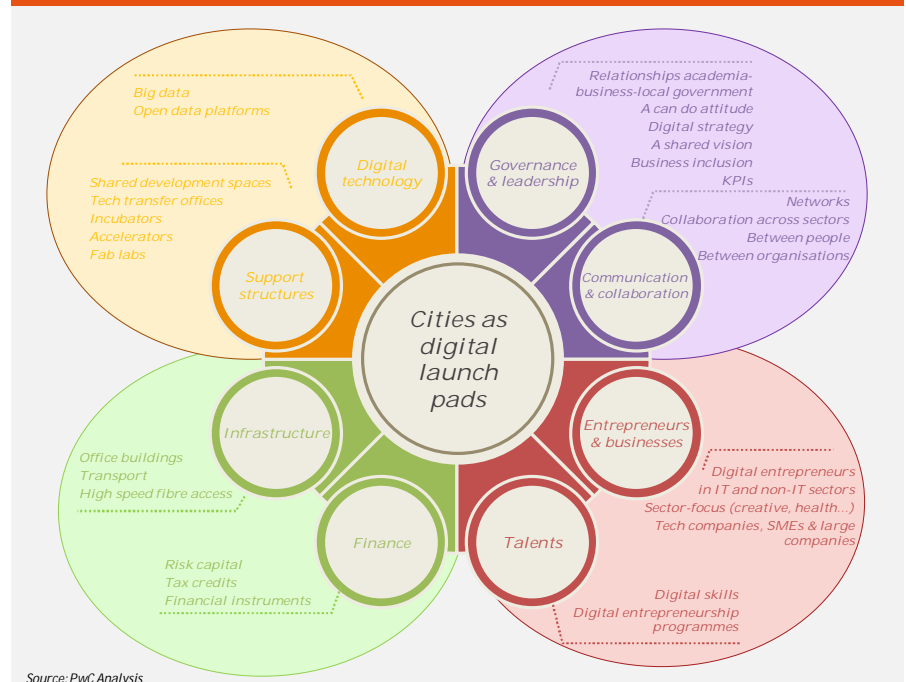 Big data
Open data platforms
Digital
technology
Shared development spaces
Tech transfer offices
Incubators
Accelerators
Fab labs
Support
structures
Relationships academia-
business-local government
A can do attitude
Digital strategy
A shared vision
Business inclusion
KPIs
Governance
& leadership
Networks
Collaboration across sectors
Between people
Between organisations
Communication
& collaboration
Cities as
digital
launch
pads
Infrastructure
Office buildings
Transport
High speed fibre access
Finance
Risk capital
Tax credits
Financial instruments
Entrepreneurs
& businesses
Digital entrepreneurs
in IT and non-IT sectors
Sector-focus (creative, health...)
Tech companies, SMEs & large
companies
Talents
Digital skills
Digital entrepreneurship
programmes
Source: PwC Analysis